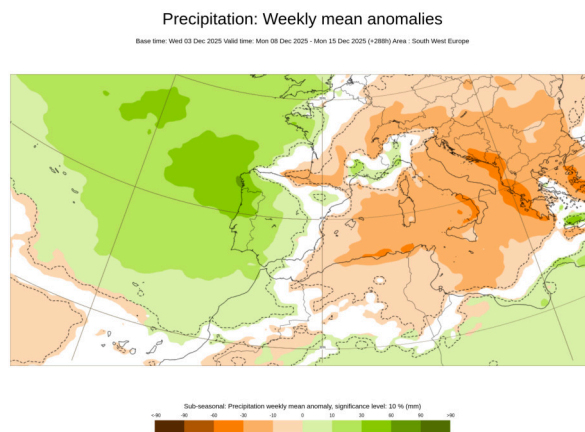 Precipitation: Weekly mean anomalies
Base time: Wed 03 Dec 2025 Valid time: Mon 08 Dec 2025 - Mon 15 Dec 2025 (+288h) Area : South West Europe
Sub-seasonal: Precipitation weekly mean anomaly, significance level: 10 % (mm)
<-90 -90 -60 -30 -10 0 10 30 60 90 >90